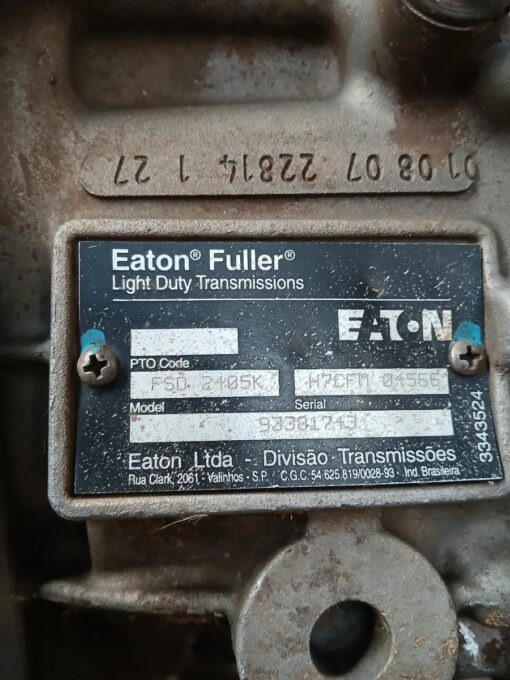 01 08 07 22814 1 27
Eaton® Fuller®
Light Duty Transmissions
EATON
PTO Code
FSO 2405K H7CFM 04566
Model Serial
93381743
Eaton Ltda - Divisão Transmissões
Rua Clark, 2061 - Valinhos - S.P. - C.G.C. 54.625.819/0028-93 - Ind. Brasileira
3343524